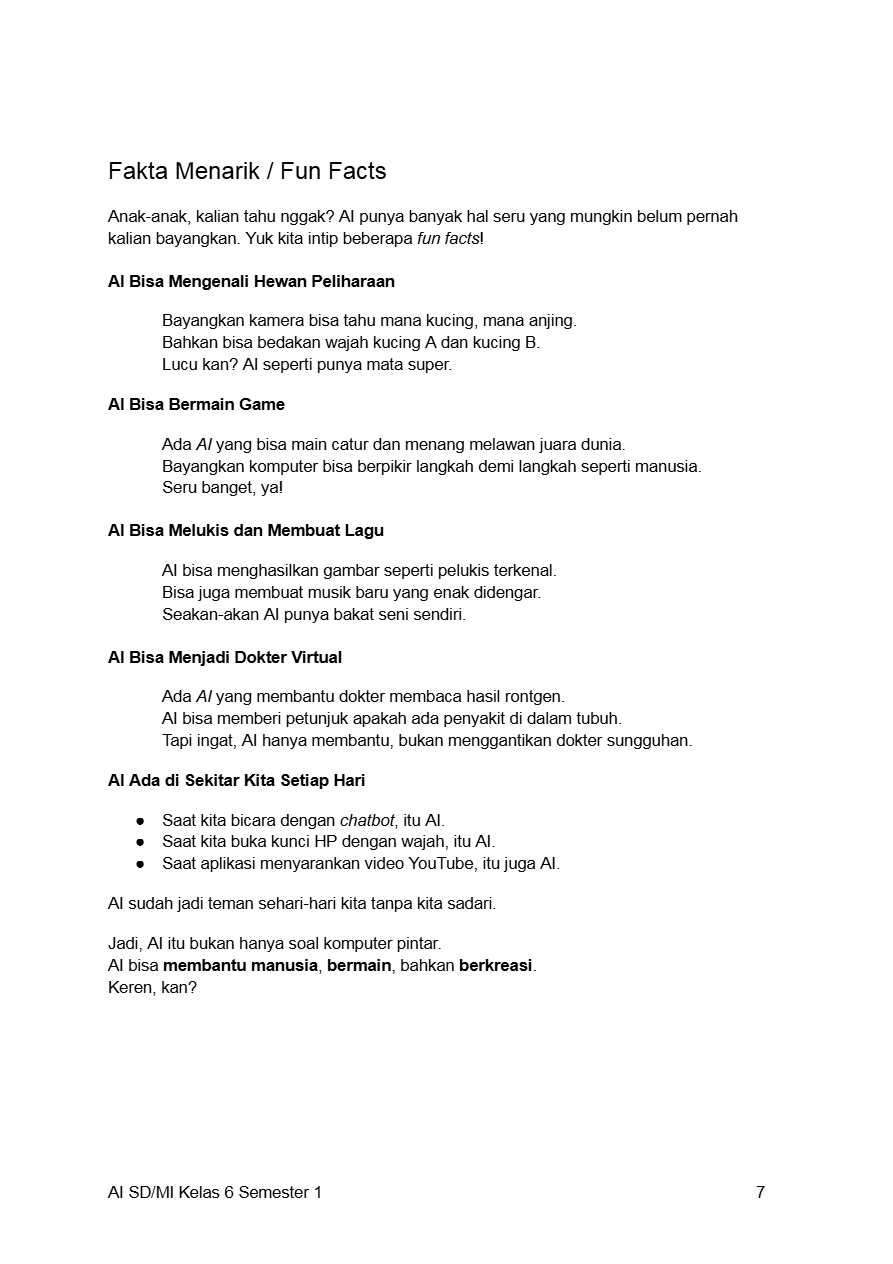 Fakta Menarik / Fun Facts
Anak-anak, kalian tahu nggak? AI punya banyak hal seru yang mungkin belum pernah
kalian bayangkan. Yuk kita intip beberapa fun facts!
AI Bisa Mengenali Hewan Peliharaan
Bayangkan kamera bisa tahu mana kucing, mana anjing.
Bahkan bisa bedakan wajah kucing A dan kucing B.
Lucu kan? AI seperti punya mata super.
AI Bisa Bermain Game
Ada AI yang bisa main catur dan menang melawan juara dunia.
Bayangkan komputer bisa berpikir langkah demi langkah seperti manusia.
Seru banget, ya!
AI Bisa Melukis dan Membuat Lagu
AI bisa menghasilkan gambar seperti pelukis terkenal.
Bisa juga membuat musik baru yang enak didengar.
Seakan-akan AI punya bakat seni sendiri.
AI Bisa Menjadi Dokter Virtual
Ada AI yang membantu dokter membaca hasil rontgen.
AI bisa memberi petunjuk apakah ada penyakit di dalam tubuh.
Tapi ingat, AI hanya membantu, bukan menggantikan dokter sungguhan.
AI Ada di Sekitar Kita Setiap Hari
● Saat kita bicara dengan chatbot, itu AI.
● Saat kita buka kunci HP dengan wajah, itu AI.
● Saat aplikasi menyarankan video YouTube, itu juga AI.
AI sudah jadi teman sehari-hari kita tanpa kita sadari.
Jadi, AI itu bukan hanya soal komputer pintar.
AI bisa membantu manusia, bermain, bahkan berkreasi.
Keren, kan?
AI SD/MI Kelas 6 Semester 1 7